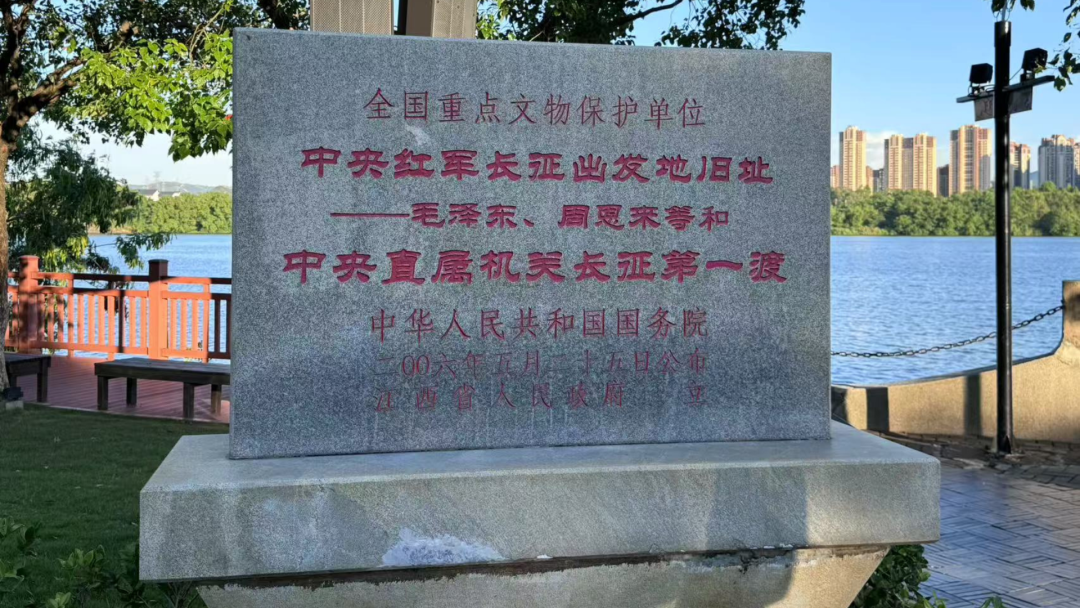 全国重点文物保护单位
中央红军长征出发地旧址
——毛泽东、周恩来等和
中央直属机关长征第一渡
中华人民共和国国务院
二00六年五月二十五日公布
江西省人民政府 立